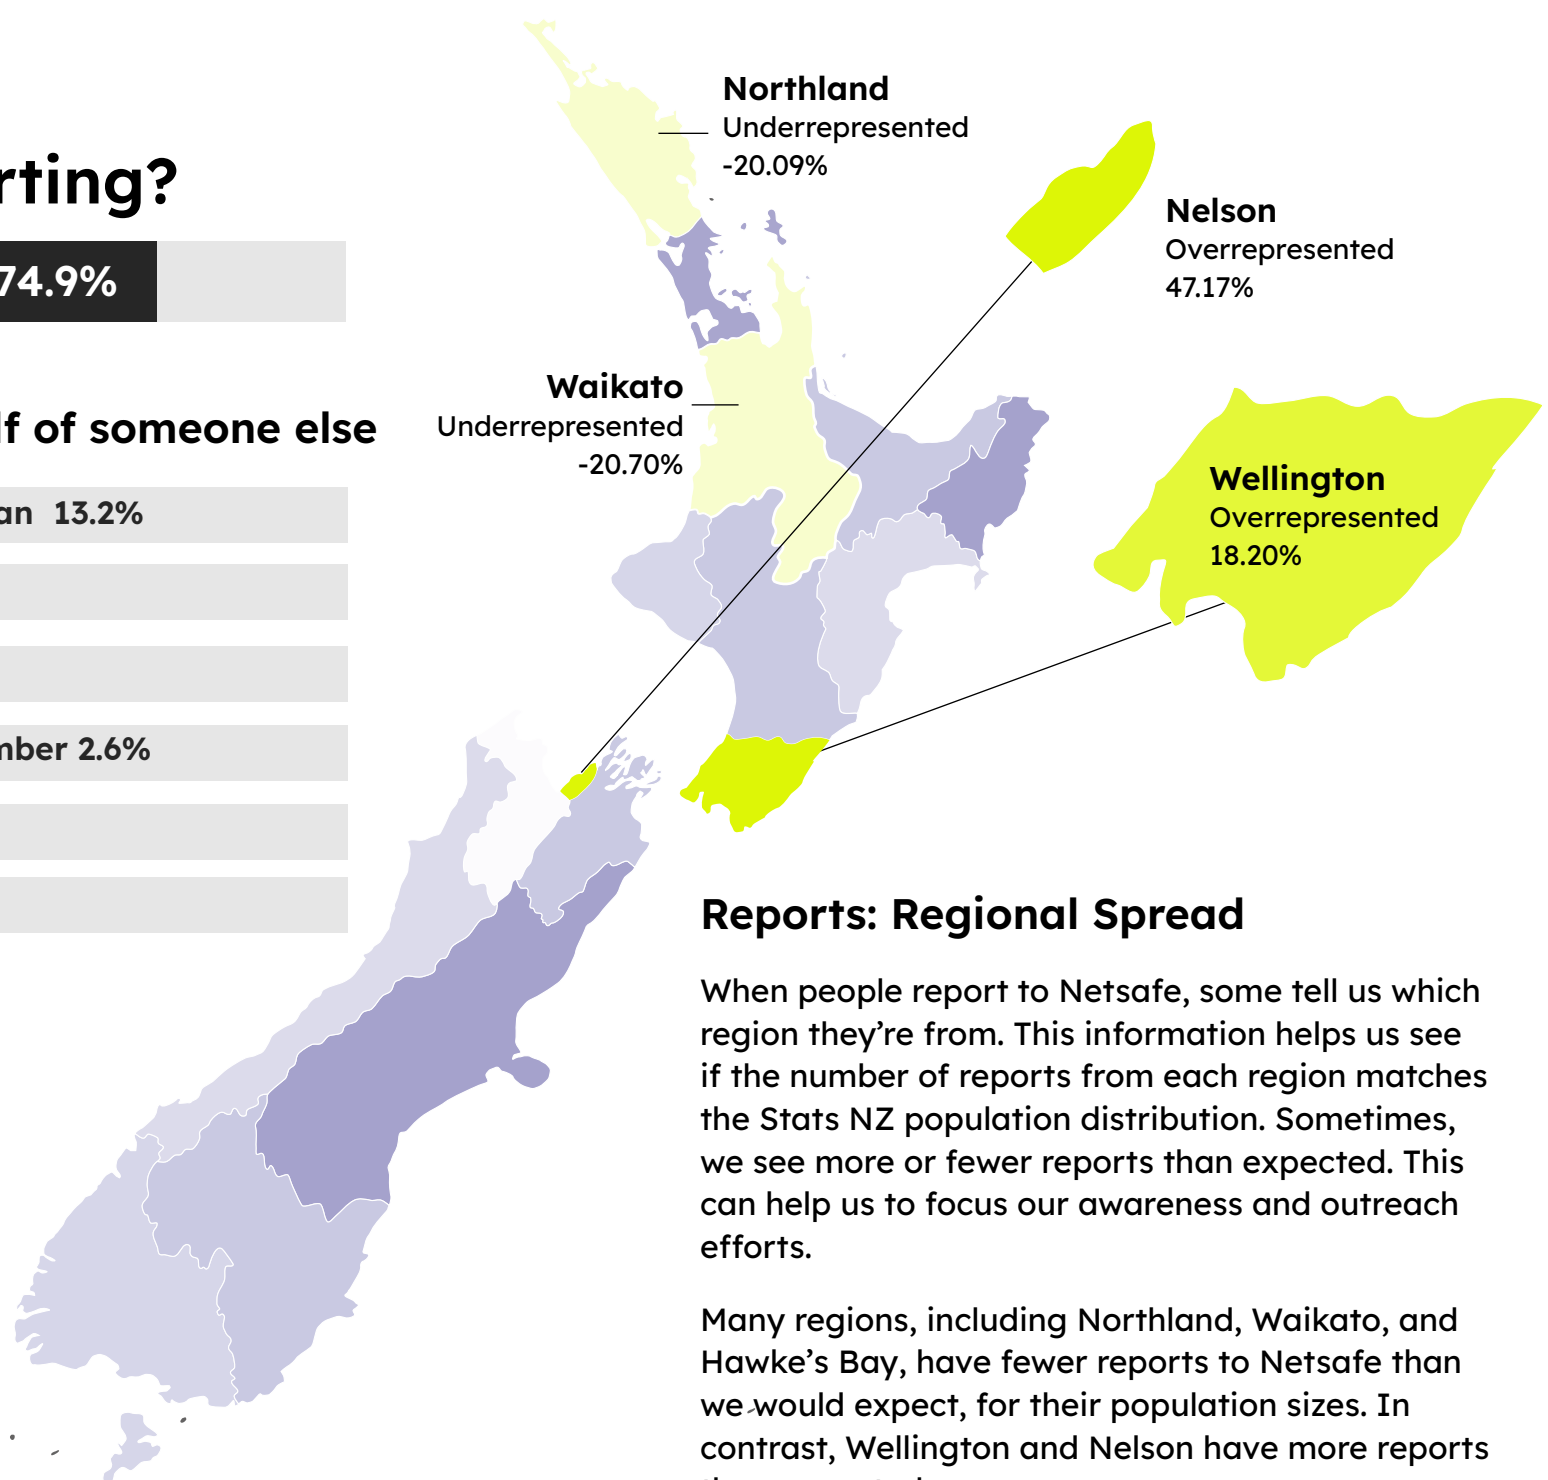 rting?
74.9%
lf of someone else
an 13.2%
mber 2.6%
Northland
Underrepresented
-20.09%
Nelson
Overrepresented
47.17%
Waikato
Underrepresented
-20.70%
Wellington
Overrepresented
18.20%
Reports: Regional Spread
When people report to Netsafe, some tell us which
region they’re from. This information helps us see
if the number of reports from each region matches
the Stats NZ population distribution. Sometimes,
we see more or fewer reports than expected. This
can help us to focus our awareness and outreach
efforts.
Many regions, including Northland, Waikato, and
Hawke’s Bay, have fewer reports to Netsafe than
we would expect, for their population sizes. In
contrast, Wellington and Nelson have more reports